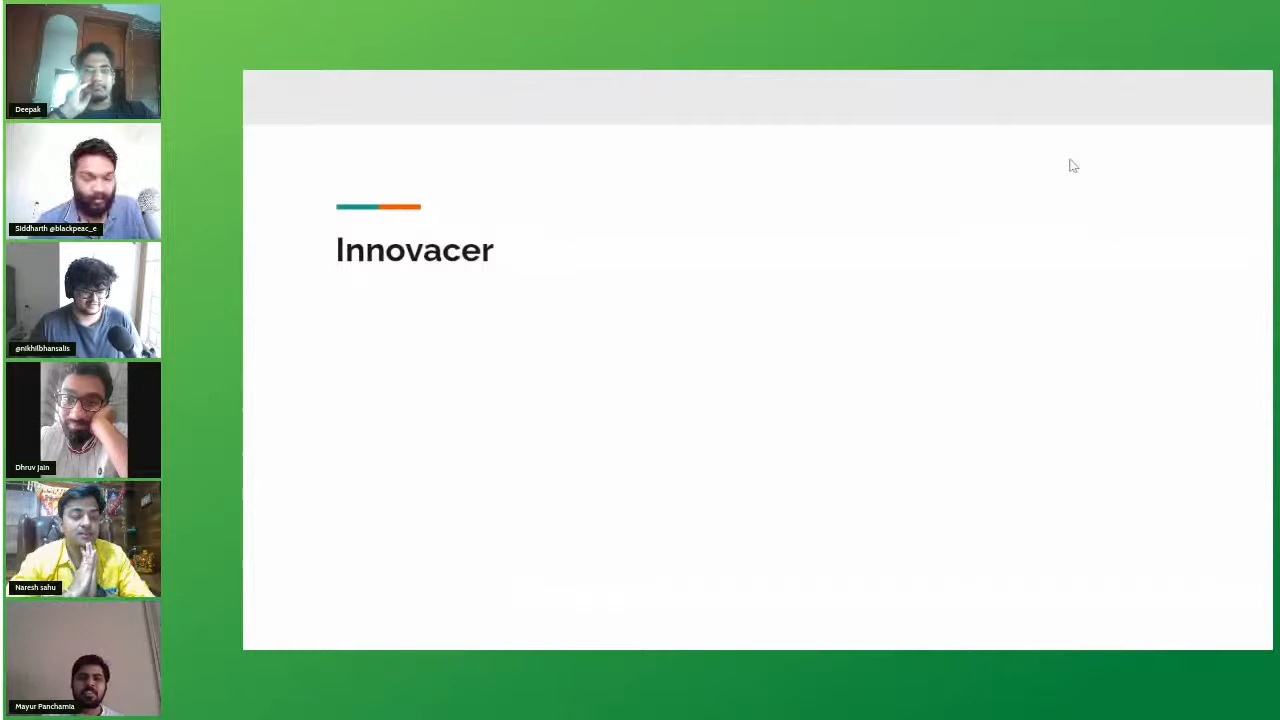 Deepak
Siddharth @blackpeac_e
@nikhilbhansalis
Dhruv Jain
Naresh sahu
Mayur Panchamia
Innovacer